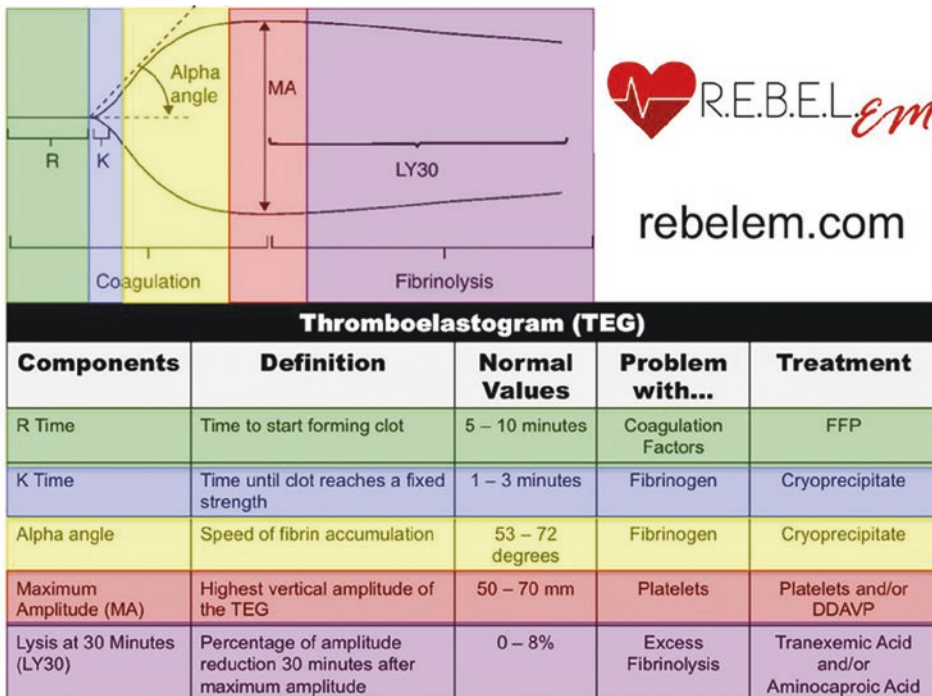 Alpha
angle
MA
R
K
LY30
Coagulation
Fibrinolysis
R.E.B.E.L.EM
rebelem.com
Thromboelastogram (TEG)
Components Definition Normal Values Problem with... Treatment
R Time Time to start forming clot 5 – 10 minutes Coagulation Factors FFP
K Time Time until clot reaches a fixed strength 1 – 3 minutes Fibrinogen Cryoprecipitate
Alpha angle Speed of fibrin accumulation 53 – 72 degrees Fibrinogen Cryoprecipitate
Maximum Amplitude (MA) Highest vertical amplitude of the TEG 50 – 70 mm Platelets Platelets and/or DDAVP
Lysis at 30 Minutes (LY30) Percentage of amplitude reduction 30 minutes after maximum amplitude 0 – 8% Excess Fibrinolysis Tranexemic Acid and/or Aminocaproic Acid